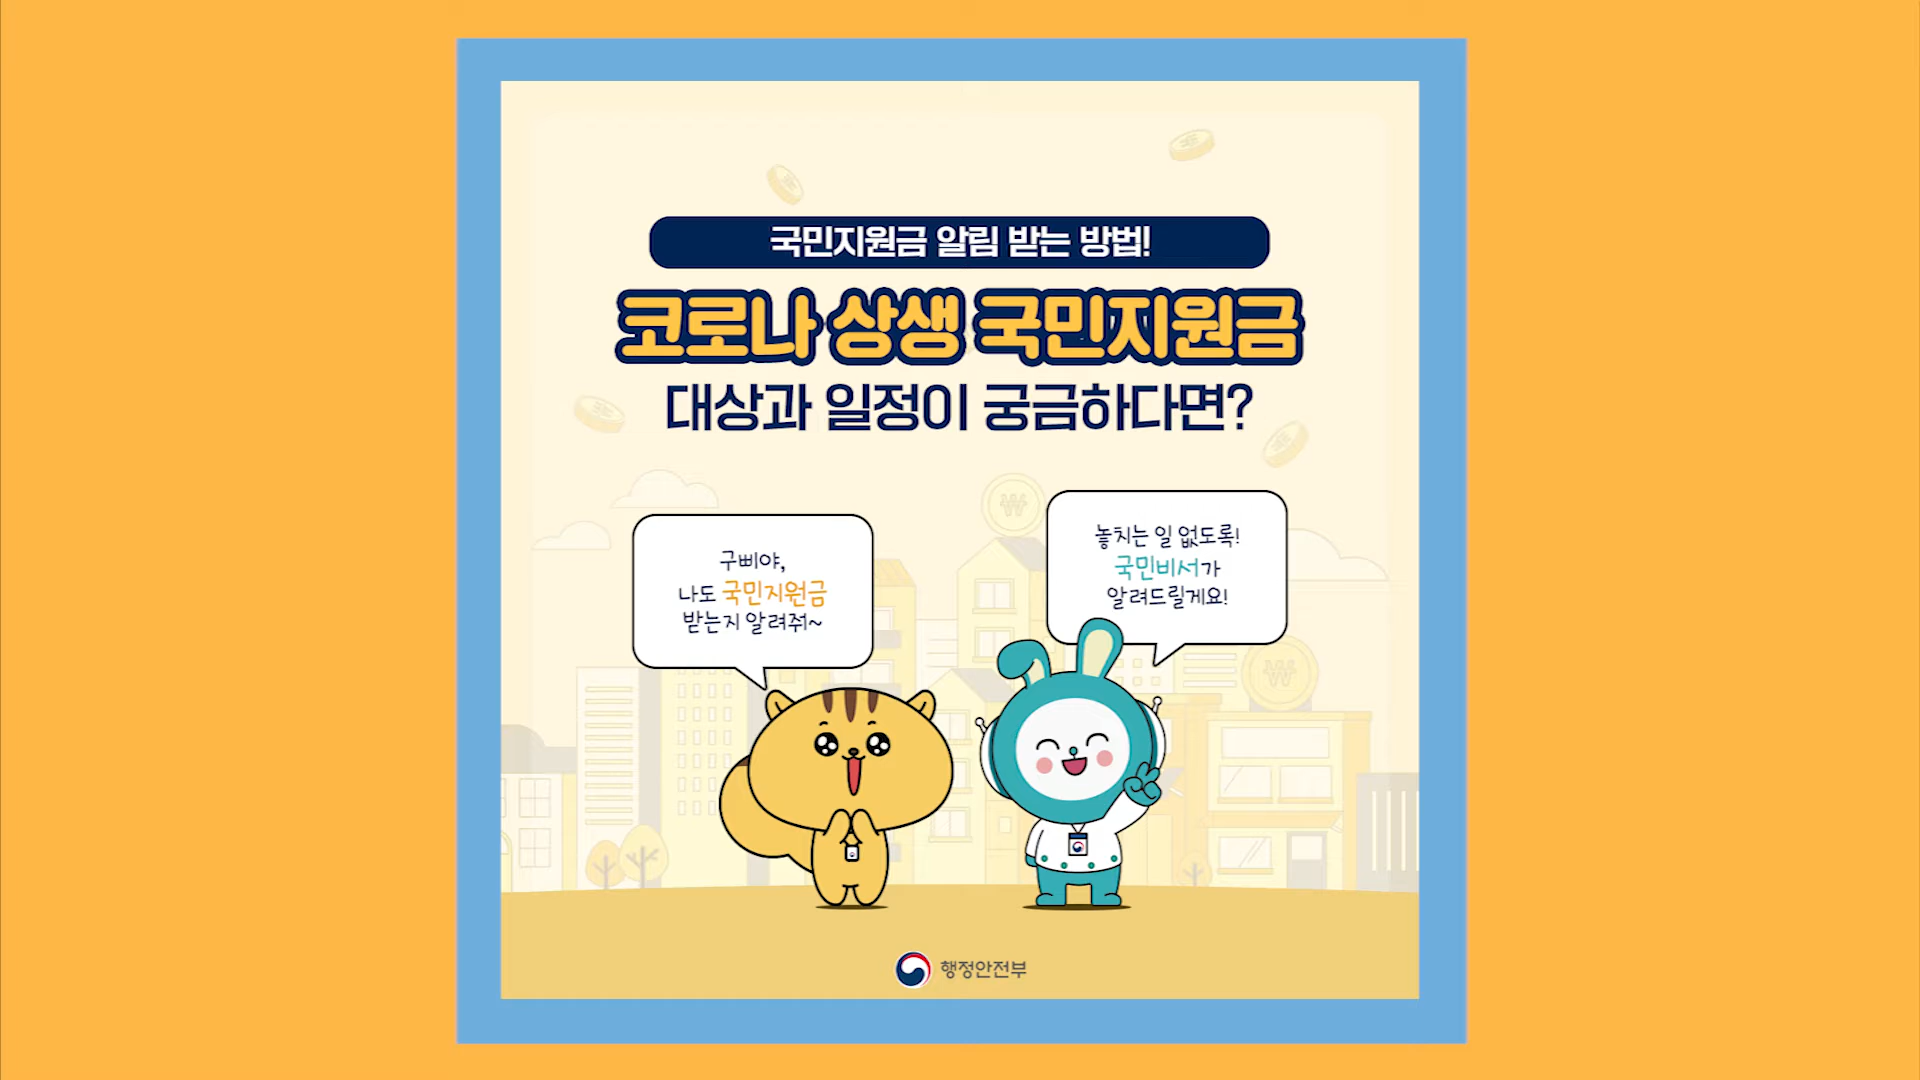 국민지원금 알림 받는 방법!
코로나 상생 국민지원금
대상과 일정이 궁금하다면?
구삐야,
나도 국민지원금
받는지 알려줘~
놓치는 일 없도록!
국민비서가
알려드릴게요!
행정안전부